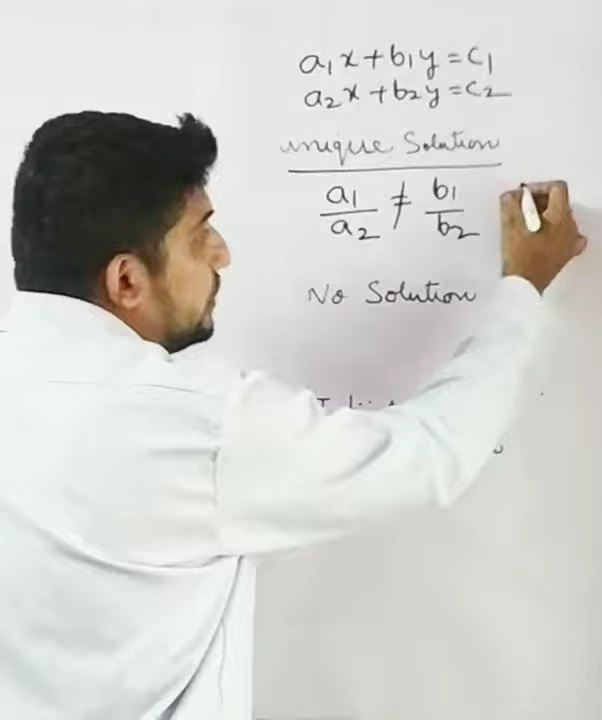 a₁x + b₁y = c₁
a₂x + b₂y = c₂
unique Solution
a₁/a₂ ≠ b₁/b₂
No Solution